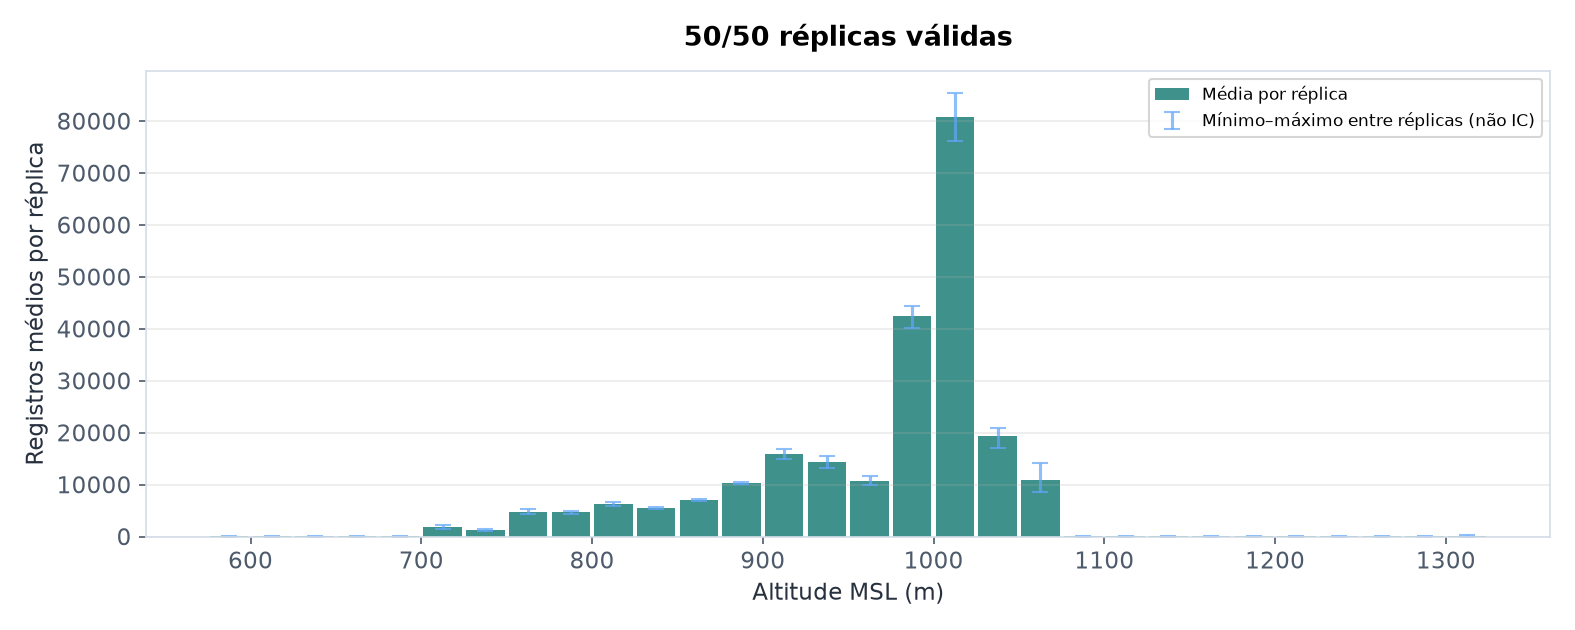 50/50 réplicas válidas
Média por réplica
Mínimo–máximo entre réplicas (não IC)
Registros médios por réplica
80000
70000
60000
50000
40000
30000
20000
10000
0
600 700 800 900 1000 1100 1200 1300
Altitude MSL (m)